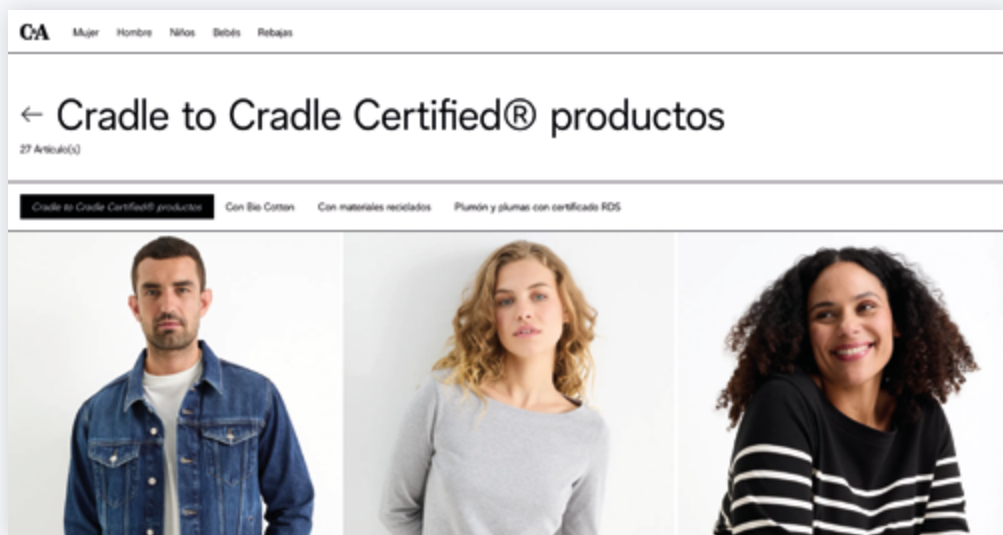 C&A Mujer Hombre Niños Bebés Rebajas
← Cradle to Cradle Certified® productos
27 Artículo(s)
Cradle to Cradle Certified® productos Con Bio Cotton Con materiales reciclados Plumón y plumas con certificado RDS